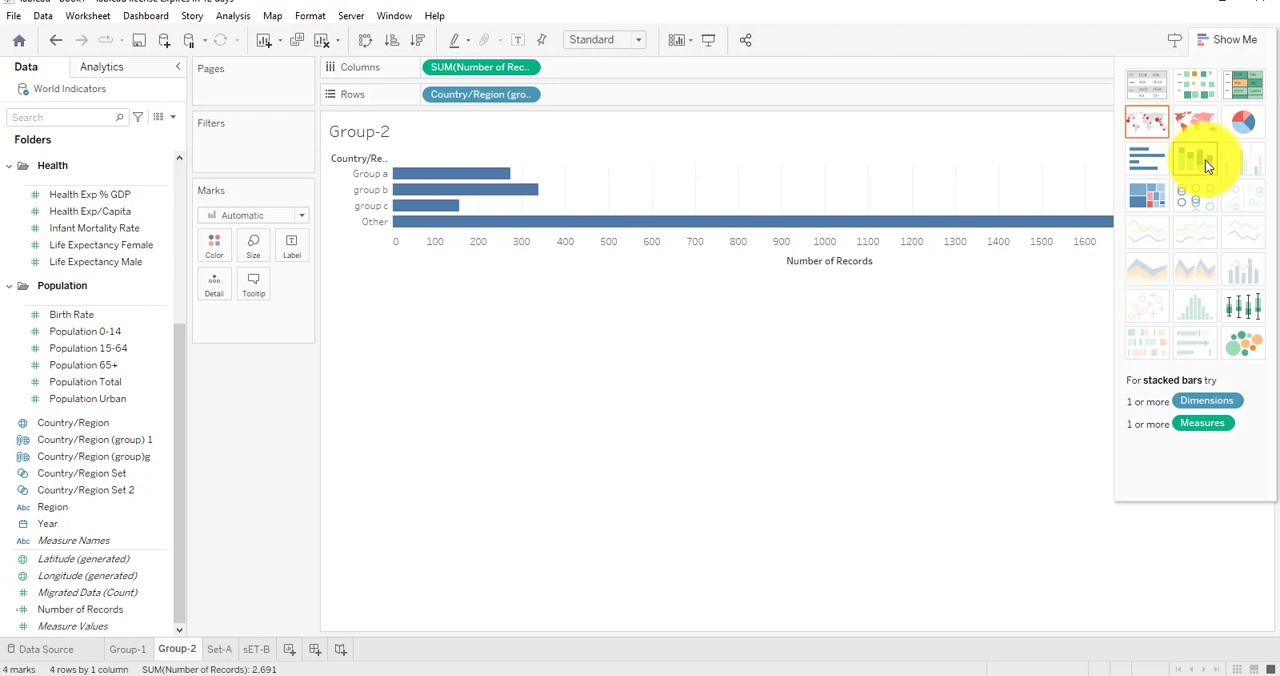 File Data Worksheet Dashboard Story Analysis Map Format Server Window Help
Standard
Show Me
Data Analytics
World Indicators
Search
Folders
Health
Health Exp % GDP
Health Exp/Capita
Infant Mortality Rate
Life Expectancy Female
Life Expectancy Male
Population
Birth Rate
Population 0-14
Population 15-64
Population 65+
Population Total
Population Urban
Country/Region
Country/Region (group) 1
Country/Region (group)g
Country/Region Set
Country/Region Set 2
Abc Region
Year
Abc Measure Names
Latitude (generated)
Longitude (generated)
Migrated Data (Count)
Number of Records
Measure Values
Pages
Filters
Marks
Automatic
Color Size Label
Detail Tooltip
Columns SUM(Number of Rec..
Rows Country/Region (gro..
Group-2
Country/Re..
Group a
group b
group c
Other
0 100 200 300 400 500 600 700 800 900 1000 1100 1200 1300 1400 1500 1600
Number of Records
For stacked bars try
1 or more Dimensions
1 or more Measures
Data Source Group-1 Group-2 Set-A sET-B
4 marks 4 rows by 1 column SUM(Number of Records): 2,691